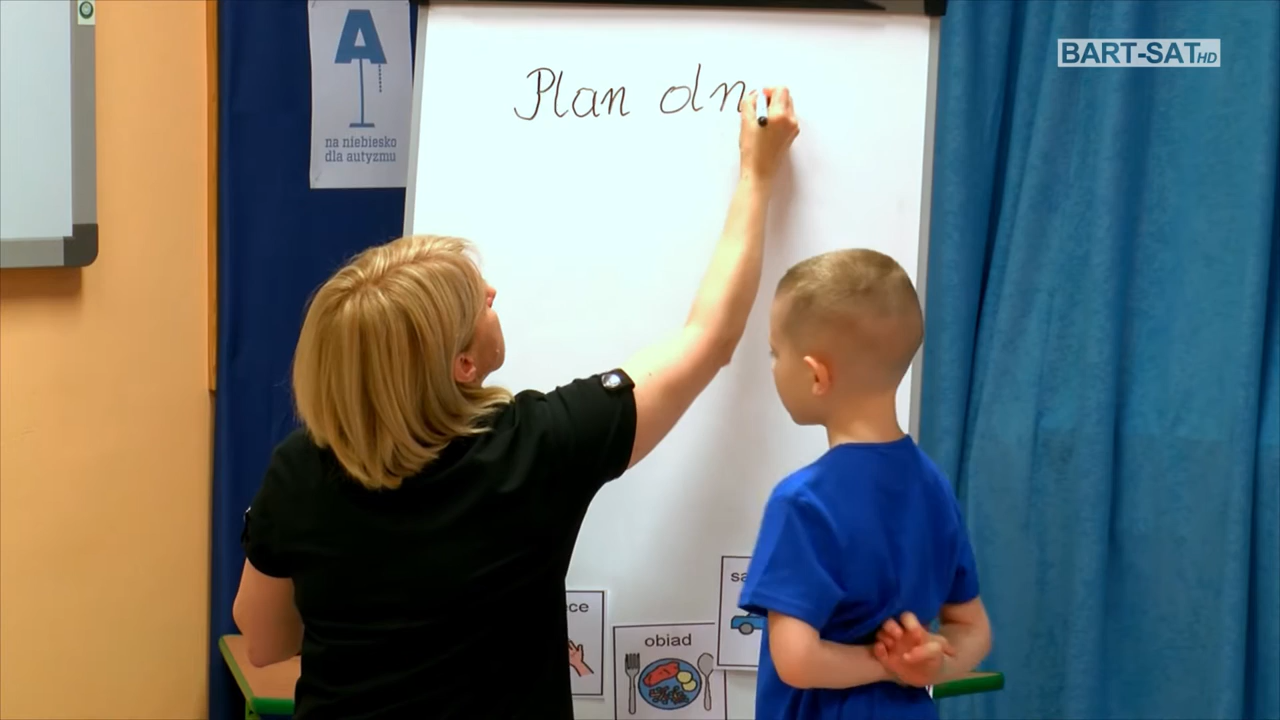 BART-SAT HD
A
na niebiesko
dla autyzmu
Plan dn
obiad